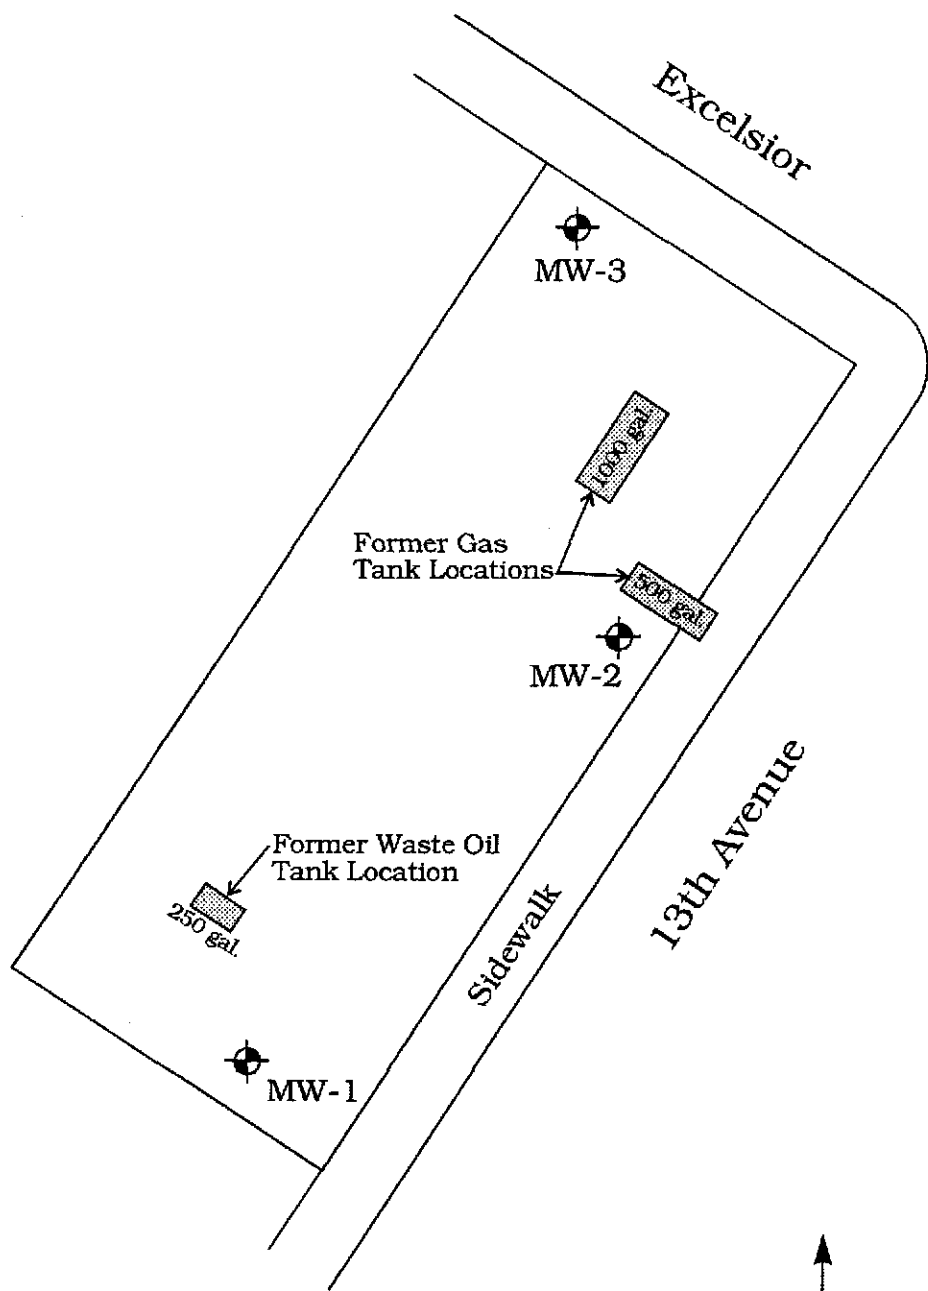 Excelsior
MW-3
1000 gal
Former Gas
Tank Locations
500 gal
MW-2
13th Avenue
Former Waste Oil
Tank Location
250 gal.
Sidewalk
MW-1